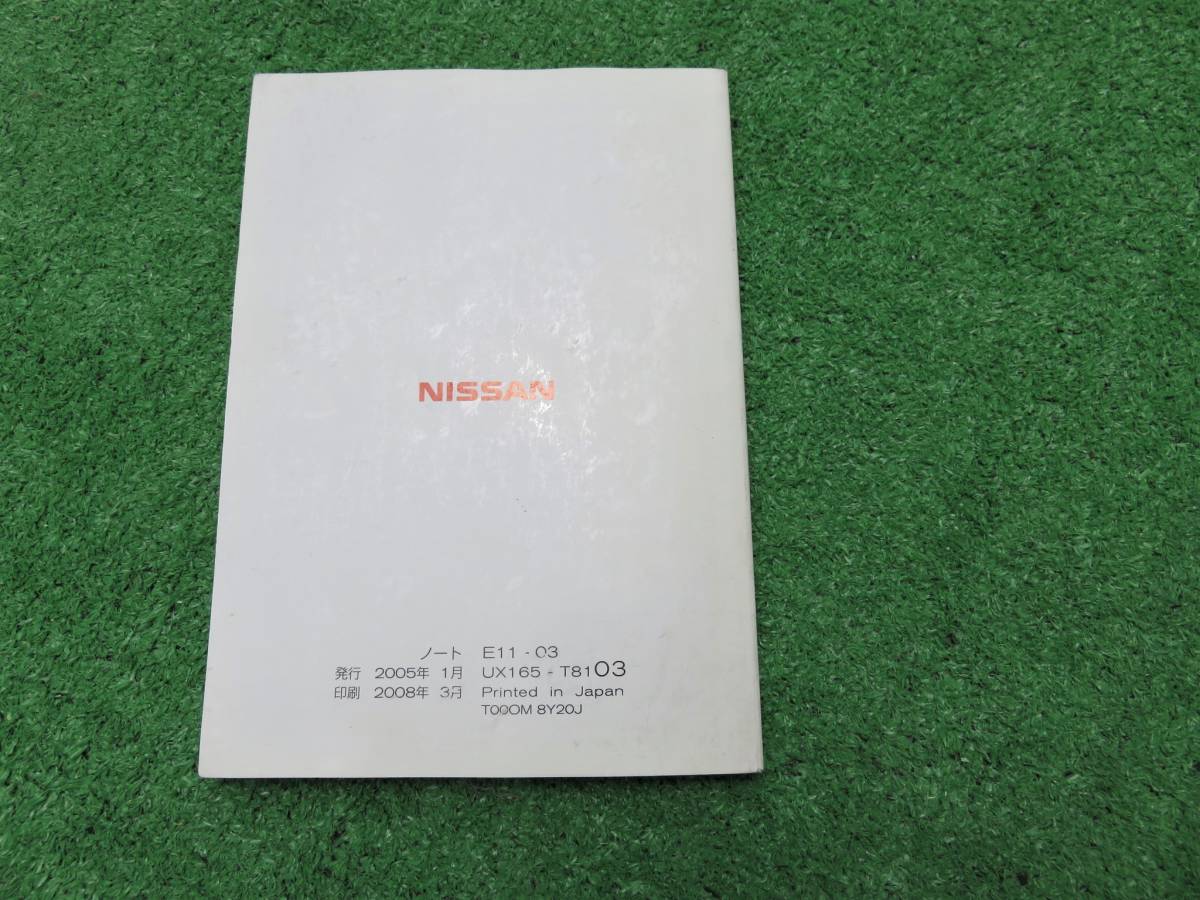 NISSAN
ノート E11 - 03
発行 2005年 1月 UX165 - T8103
印刷 2008年 3月 Printed in Japan
T00OM 8Y20J